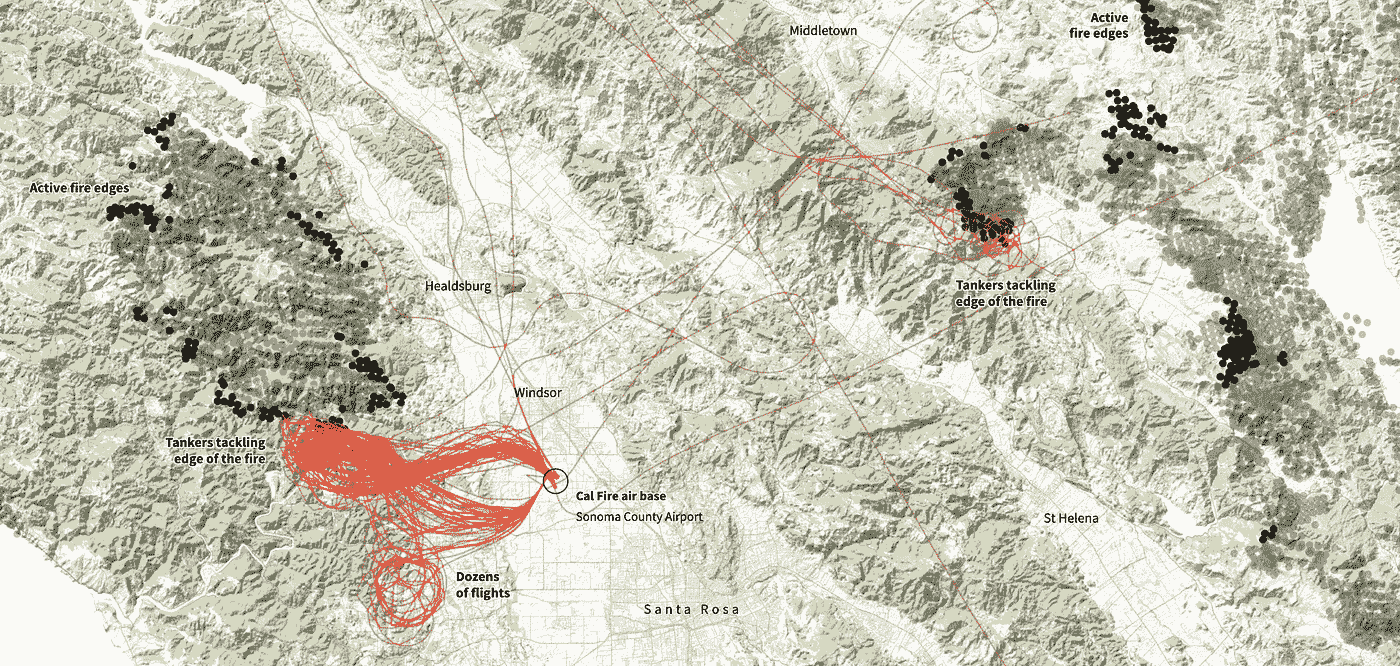 Active
fire edges
Middletown
Active fire edges
Healdsburg
Tankers tackling
edge of the fire
Windsor
Tankers tackling
edge of the fire
Cal Fire air base
Sonoma County Airport
St Helena
Dozens
of flights
Santa Rosa